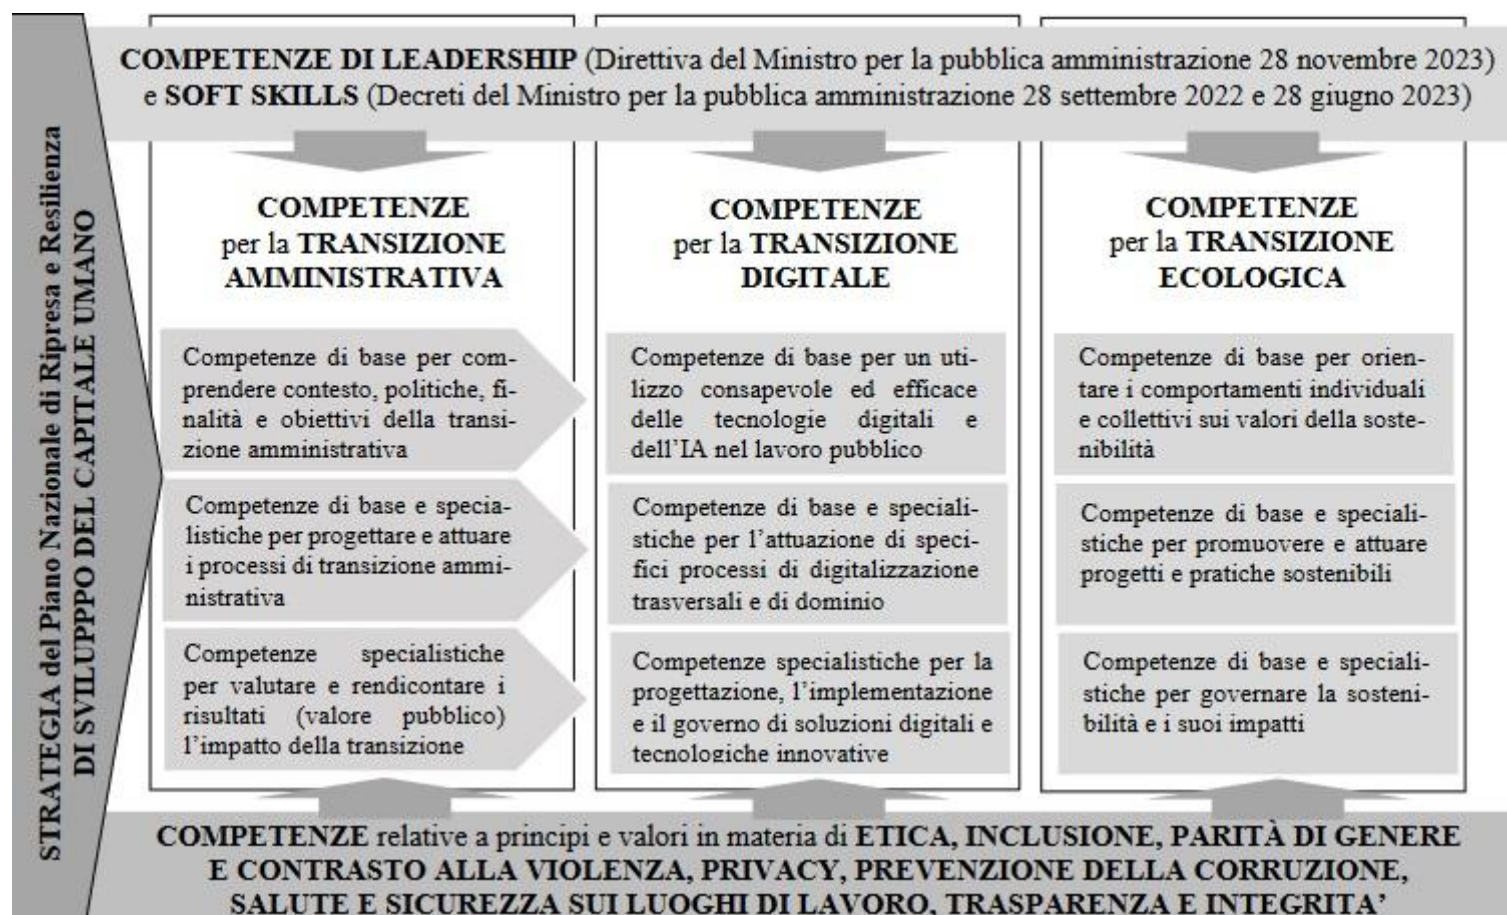 STRATEGIA del Piano Nazionale di Ripresa e Resilienza
DI SVILUPPPO DEL CAPITALE UMANO
COMPETENZE DI LEADERSHIP (Direttiva del Ministro per la pubblica amministrazione 28 novembre 2023)
e SOFT SKILLS (Decreti del Ministro per la pubblica amministrazione 28 settembre 2022 e 28 giugno 2023)
COMPETENZE
per la TRANSIZIONE
AMMINISTRATIVA
Competenze di base per com-
prendere contesto, politiche, fi-
nalità e obiettivi della transi-
zione amministrativa
Competenze di base e specia-
listiche per progettare e attuare
i processi di transizione ammi-
nistrativa
Competenze specialistiche
per valutare e rendicontare i
risultati (valore pubblico)
l’impatto della transizione
COMPETENZE
per la TRANSIZIONE
DIGITALE
Competenze di base per un uti-
lizzo consapevole ed efficace
delle tecnologie digitali e
dell’IA nel lavoro pubblico
Competenze di base e speciali-
stiche per l’attuazione di speci-
fici processi di digitalizzazione
trasversali e di dominio
Competenze specialistiche per la
progettazione, l’implementazione
e il governo di soluzioni digitali e
tecnologiche innovative
COMPETENZE
per la TRANSIZIONE
ECOLOGICA
Competenze di base per orien-
tare i comportamenti individuali
e collettivi sui valori della soste-
nibilità
Competenze di base e speciali-
stiche per promuovere e attuare
progetti e pratiche sostenibili
Competenze di base e speciali-
stiche per governare la sosteni-
bilità e i suoi impatti
COMPETENZE relative a principi e valori in materia di ETICA, INCLUSIONE, PARITÀ DI GENERE
E CONTRASTO ALLA VIOLENZA, PRIVACY, PREVENZIONE DELLA CORRUZIONE,
SALUTE E SICUREZZA SUI LUOGHI DI LAVORO, TRASPARENZA E INTEGRITA’